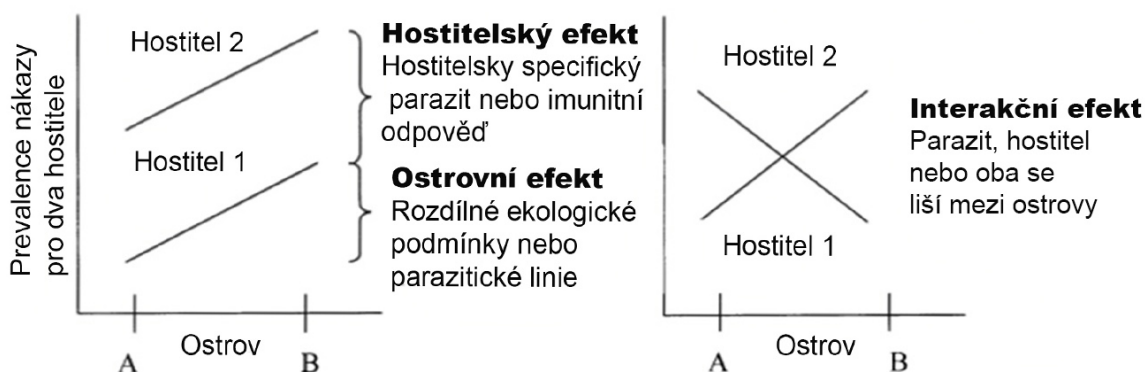 Prevalence nákazy
pro dva hostitele
Hostitel 2
Hostitel 1
Hostitelský efekt
Hostitelsky specifický
parazit nebo imunitní
odpověď
Ostrovní efekt
Rozdílné ekologické
podmínky nebo
parazitické linie
A
Ostrov
B
Hostitel 2
Hostitel 1
Interakční efekt
Parazit, hostitel
nebo oba se
liší mezi ostrovy
A
Ostrov
B